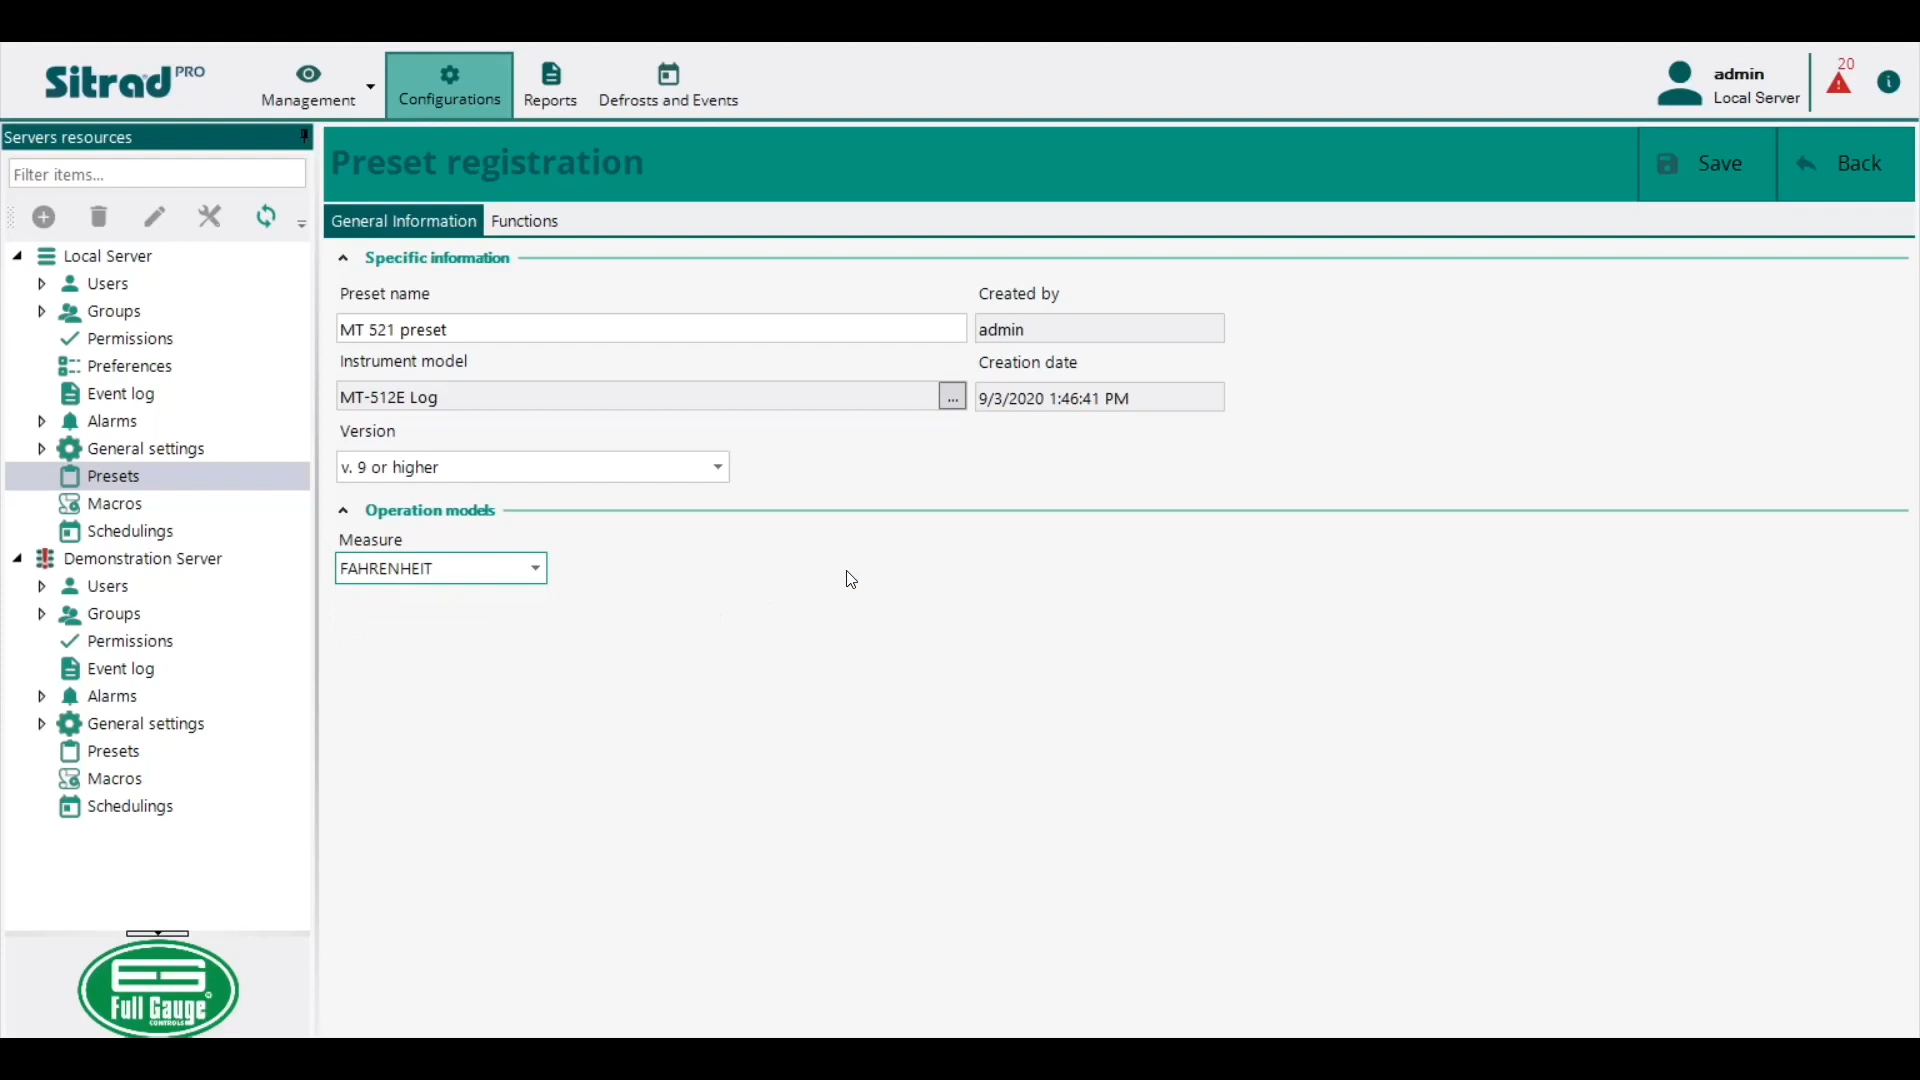 Sitrad PRO
Management
Configurations
Reports
Defrosts and Events
admin
Local Server
20
Servers resources
Filter items...
Local Server
Users
Groups
Permissions
Preferences
Event log
Alarms
General settings
Presets
Macros
Schedulings
Demonstration Server
Users
Groups
Permissions
Event log
Alarms
General settings
Presets
Macros
Schedulings
Full Gauge
CONTROLS
Preset registration
Save
Back
General Information
Functions
Specific information
Preset name
Created by
MT 521 preset
admin
Instrument model
Creation date
MT-512E Log
...
9/3/2020 1:46:41 PM
Version
v. 9 or higher
Operation models
Measure
FAHRENHEIT